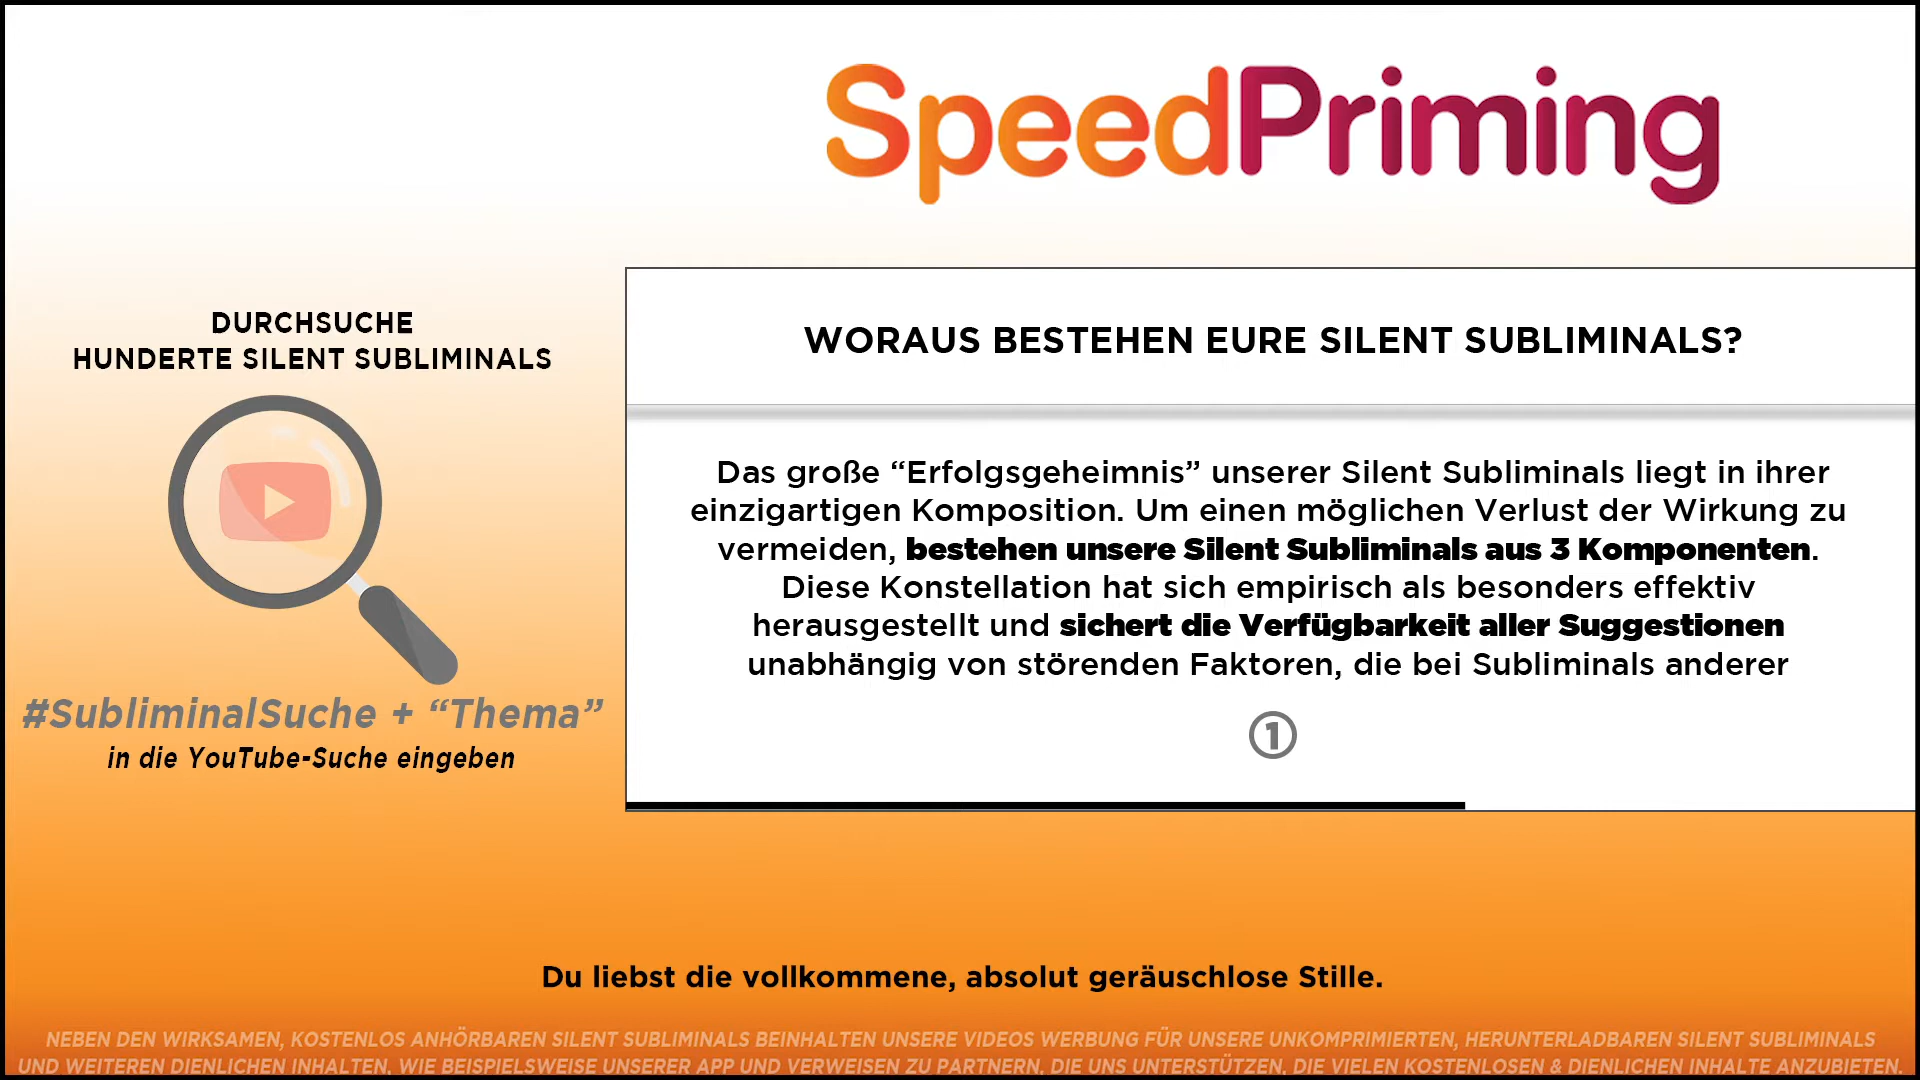 SpeedPriming
DURCHSUCHE
HUNDERTE SILENT SUBLIMINALS
#SubliminalSuche + “Thema”
in die YouTube-Suche eingeben
WORAUS BESTEHEN EURE SILENT SUBLIMINALS?
Das große “Erfolgsgeheimnis” unserer Silent Subliminals liegt in ihrer
einzigartigen Komposition. Um einen möglichen Verlust der Wirkung zu
vermeiden, bestehen unsere Silent Subliminals aus 3 Komponenten.
Diese Konstellation hat sich empirisch als besonders effektiv
herausgestellt und sichert die Verfügbarkeit aller Suggestionen
unabhängig von störenden Faktoren, die bei Subliminals anderer
1
Du liebst die vollkommene, absolut geräuschlose Stille.
NEBEN DEN WIRKSAMEN, KOSTENLOS ANHÖRBAREN SILENT SUBLIMINALS BEINHALTEN UNSERE VIDEOS WERBUNG FÜR UNSERE UNKOMPRIMIERTEN, HERUNTERLADBAREN SILENT SUBLIMINALS
UND WEITEREN DIENLICHEN INHALTEN, WIE BEISPIELSWEISE UNSERER APP UND VERWEISEN ZU PARTNERN, DIE UNS UNTERSTÜTZEN, DIE VIELEN KOSTENLOSEN & DIENLICHEN INHALTE ANZUBIETEN.